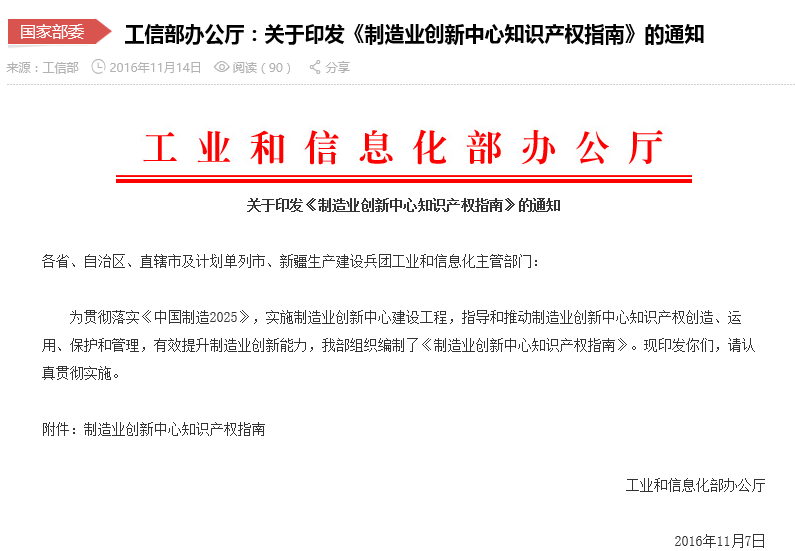 国家部委
工信部办公厅：关于印发《制造业创新中心知识产权指南》的通知
来源：工信部 2016年11月14日 阅读（90） 分享
工业和信息化部办公厅
关于印发《制造业创新中心知识产权指南》的通知
各省、自治区、直辖市及计划单列市、新疆生产建设兵团工业和信息化主管部门：
为贯彻落实《中国制造2025》，实施制造业创新中心建设工程，指导和推动制造业创新中心知识产权创造、运
用、保护和管理，有效提升制造业创新能力，我部组织编制了《制造业创新中心知识产权指南》。现印发你们，请认
真贯彻实施。
附件：制造业创新中心知识产权指南
工业和信息化部办公厅
2016年11月7日